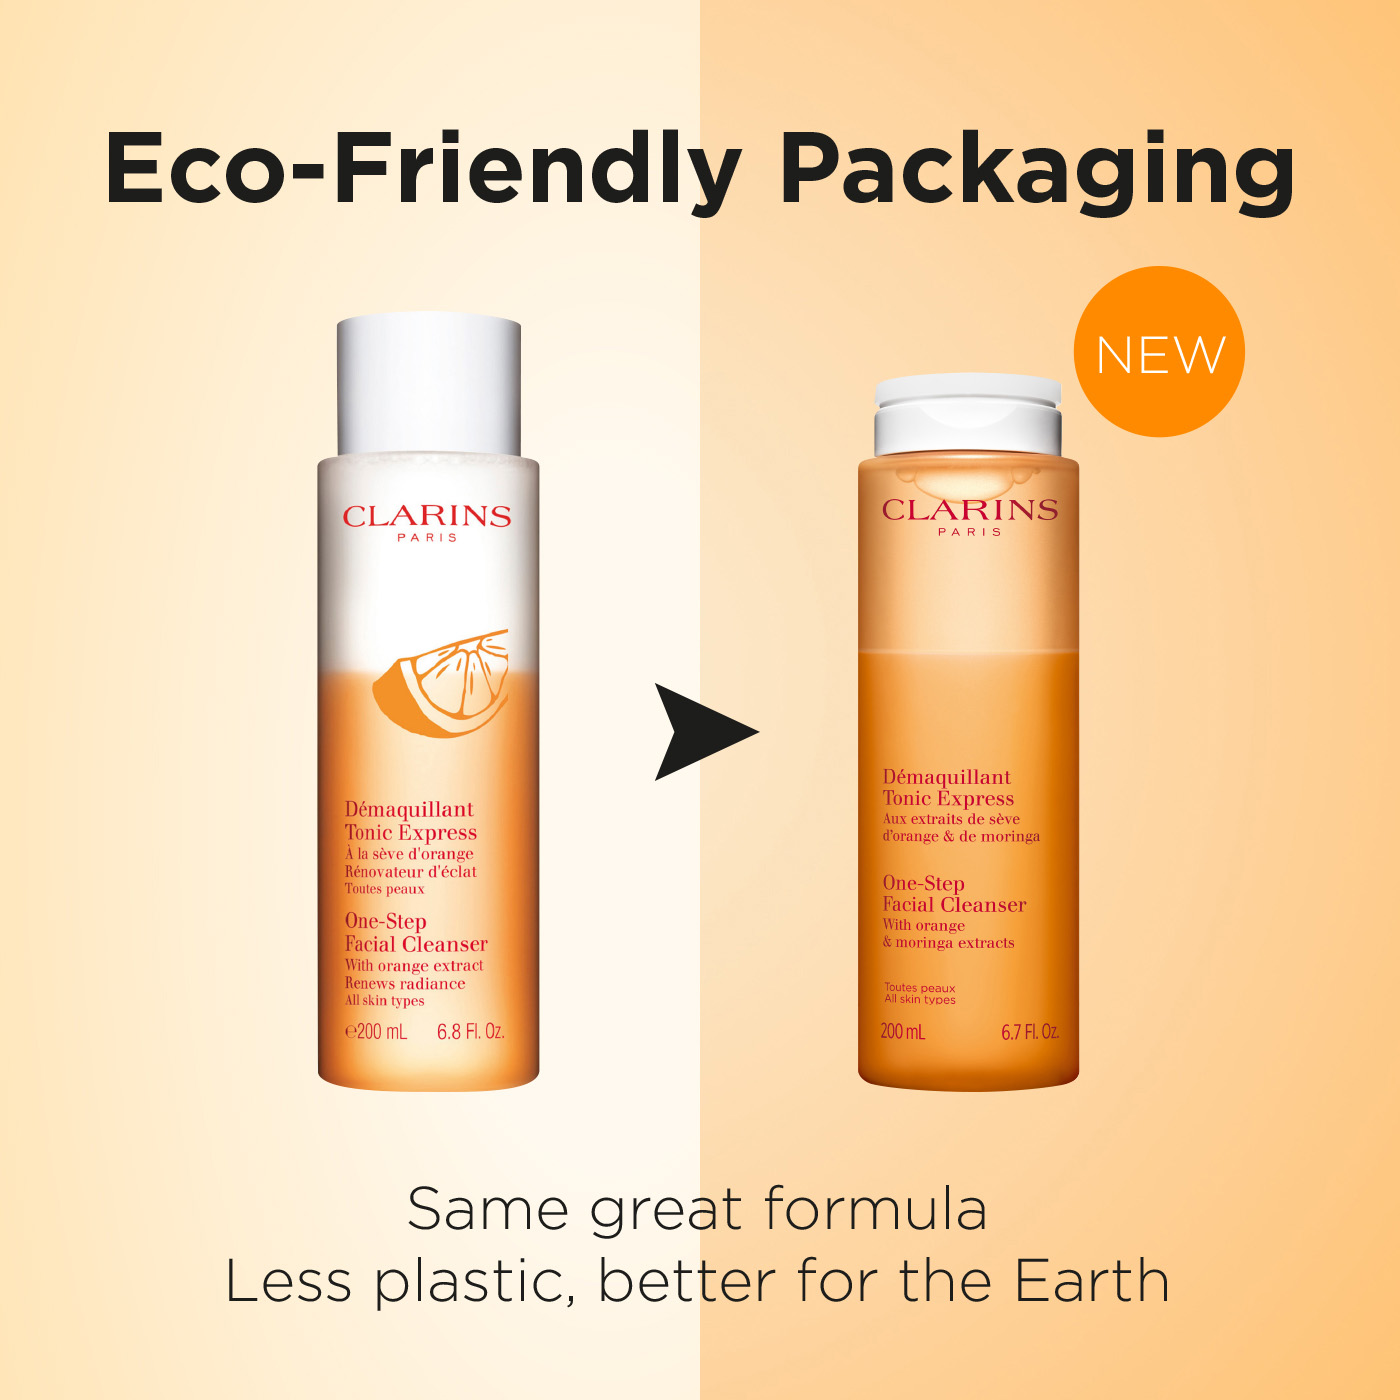 Eco-Friendly Packaging
NEW
CLARINS
PARIS
Démaquillant
Tonic Express
À la sève d'orange
Rénovateur d'éclat
Toutes peaux
One-Step
Facial Cleanser
With orange extract
Renews radiance
All skin types
℮200 mL 6.8 Fl. Oz.
CLARINS
PARIS
Démaquillant
Tonic Express
Aux extraits de sève
d'orange & de moringa
One-Step
Facial Cleanser
With orange
& moringa extracts
Toutes peaux
All skin types
200 mL 6.7 Fl. Oz.
Same great formula
Less plastic, better for the Earth